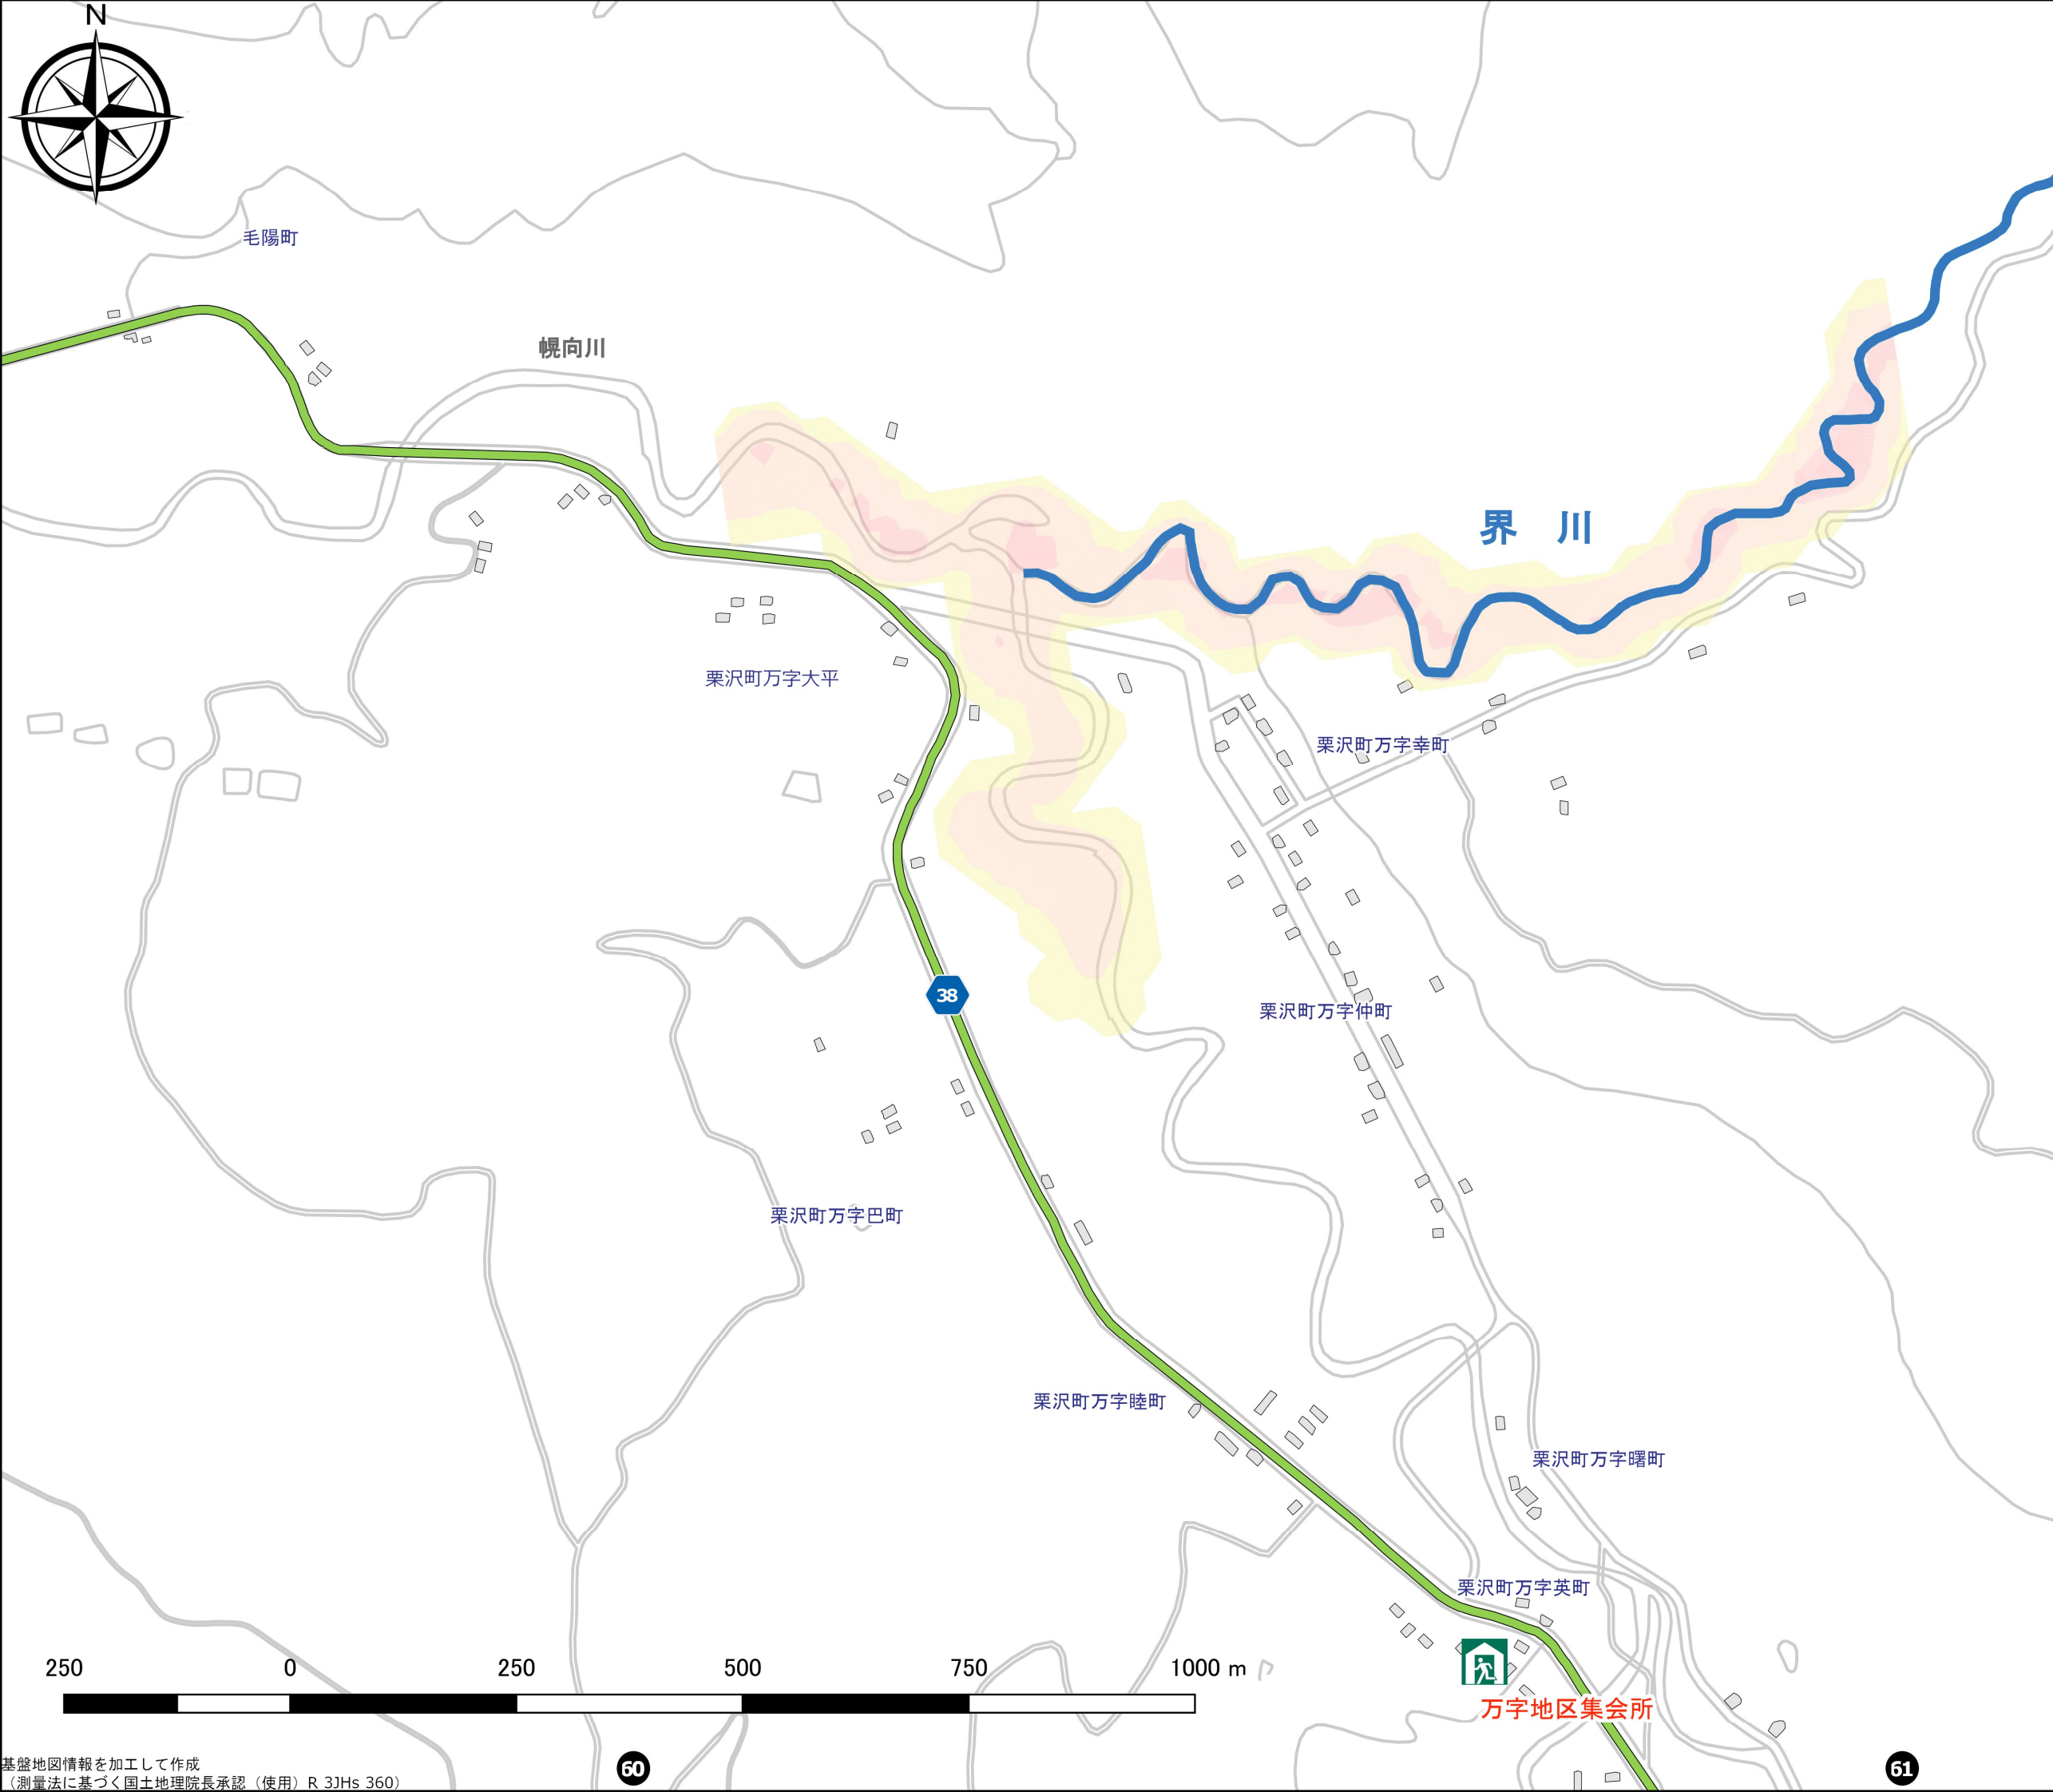 N
毛陽町
幌向川
界　川
栗沢町万字大平
栗沢町万字幸町
38
栗沢町万字仲町
栗沢町万字巴町
栗沢町万字睦町
栗沢町万字曙町
栗沢町万字英町
万字地区集会所
250 0 250 500 750 1000 m
基盤地図情報を加工して作成
（測量法に基づく国土地理院長承認（使用）R 3JHs 360）
60
61